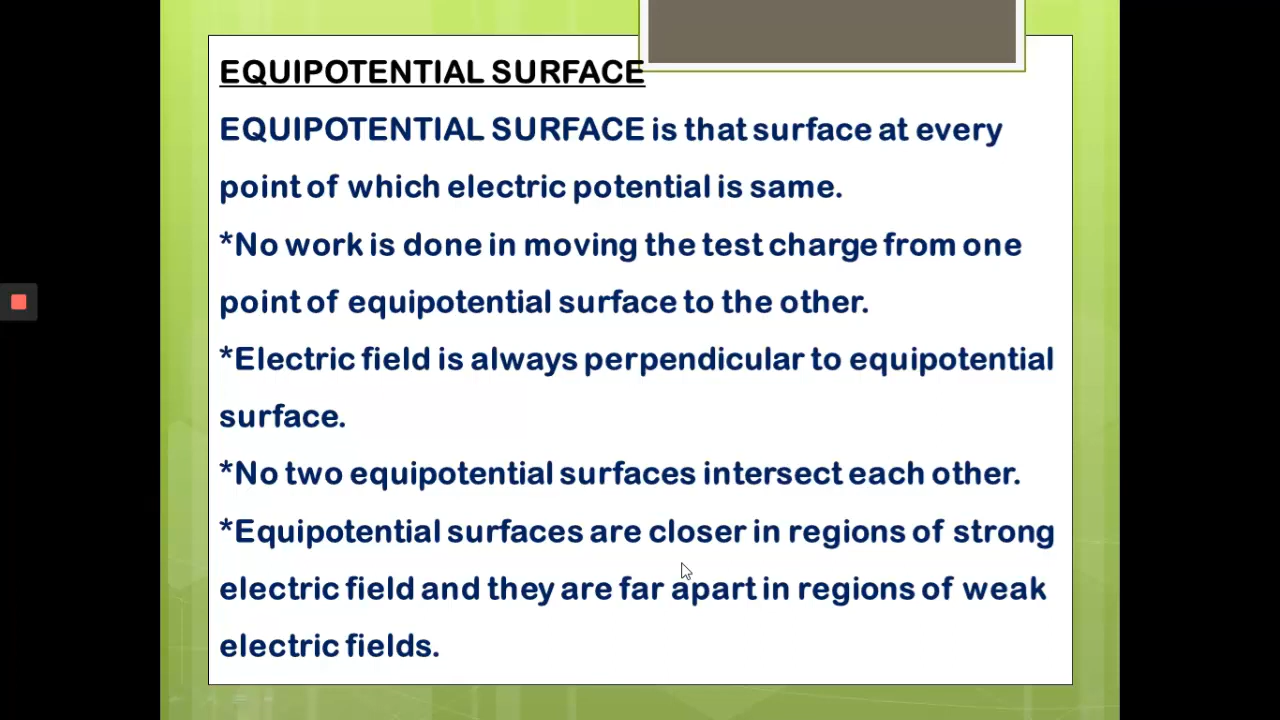 EQUIPOTENTIAL SURFACE
EQUIPOTENTIAL SURFACE is that surface at every
point of which electric potential is same.
*No work is done in moving the test charge from one
point of equipotential surface to the other.
*Electric field is always perpendicular to equipotential
surface.
*No two equipotential surfaces intersect each other.
*Equipotential surfaces are closer in regions of strong
electric field and they are far apart in regions of weak
electric fields.